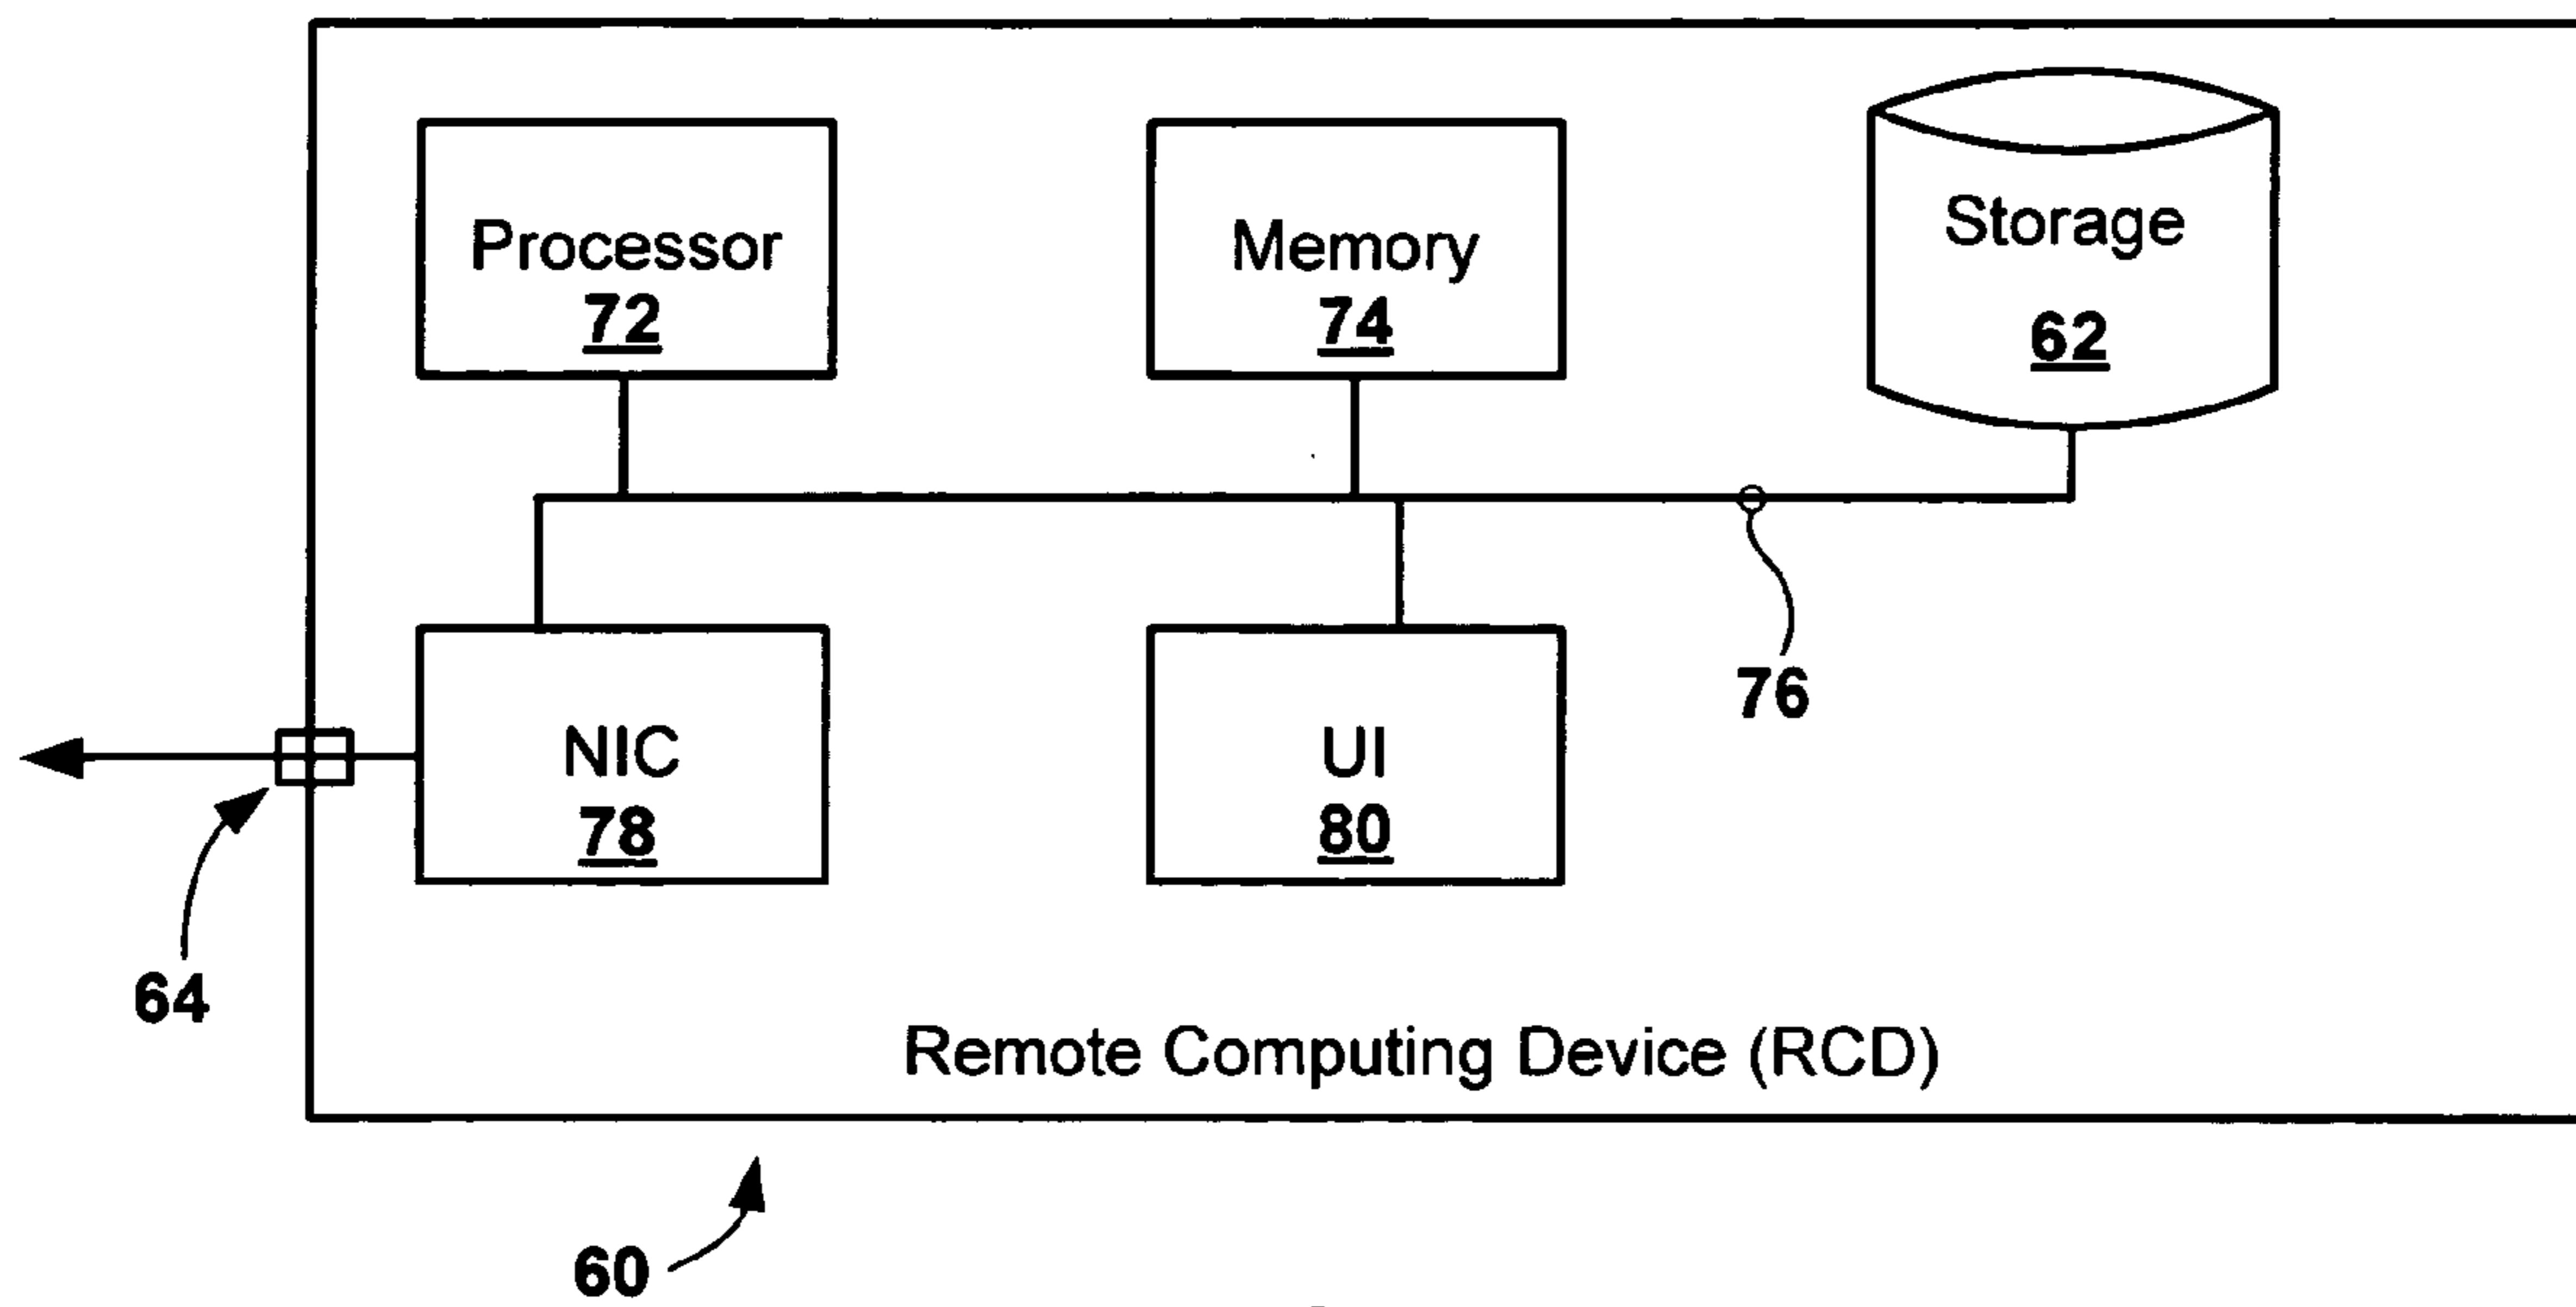 Processor
72
Memory
74
Storage
62
76
NIC
78
UI
80
64
Remote Computing Device (RCD)
60